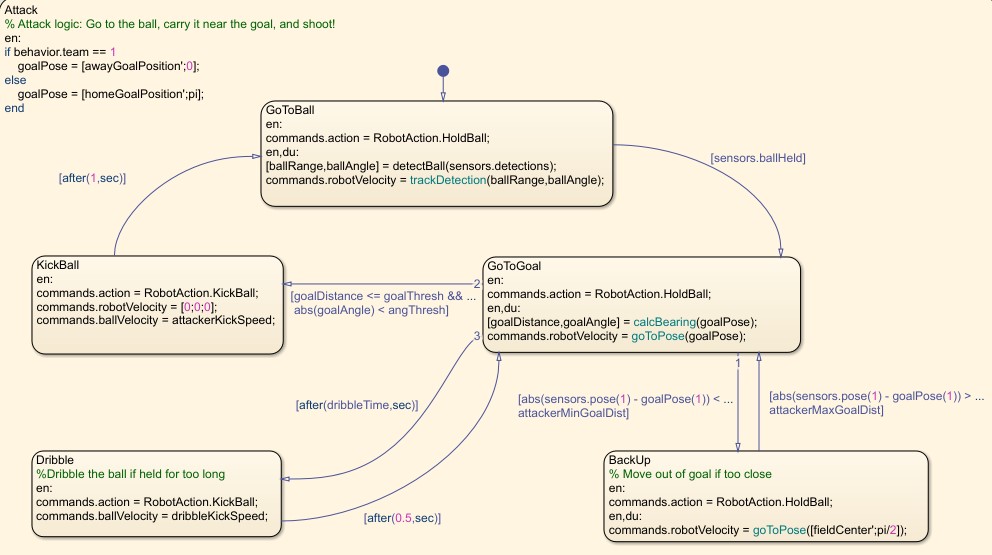 Attack
% Attack logic: Go to the ball, carry it near the goal, and shoot!
en:
if behavior.team == 1
goalPose = [awayGoalPosition';0];
else
goalPose = [homeGoalPosition';pi];
end
GoToBall
en:
commands.action = RobotAction.HoldBall;
en,du:
[ballRange,ballAngle] = detectBall(sensors.detections);
commands.robotVelocity = trackDetection(ballRange,ballAngle);
[after(1,sec)]
[sensors.ballHeld]
KickBall
en:
commands.action = RobotAction.KickBall;
commands.robotVelocity = [0;0;0];
commands.ballVelocity = attackerKickSpeed;
2
[goalDistance <= goalThresh && ...
abs(goalAngle) < angThresh]
3
GoToGoal
en:
commands.action = RobotAction.HoldBall;
en,du:
[goalDistance,goalAngle] = calcBearing(goalPose);
commands.robotVelocity = goToPose(goalPose);
1
[after(dribbleTime,sec)]
[abs(sensors.pose(1) - goalPose(1)) < ...
attackerMinGoalDist]
[abs(sensors.pose(1) - goalPose(1)) > ...
attackerMaxGoalDist]
Dribble
%Dribble the ball if held for too long
en:
commands.action = RobotAction.KickBall;
commands.ballVelocity = dribbleKickSpeed;
[after(0.5,sec)]
BackUp
% Move out of goal if too close
en:
commands.action = RobotAction.HoldBall;
en,du:
commands.robotVelocity = goToPose([fieldCenter';pi/2]);